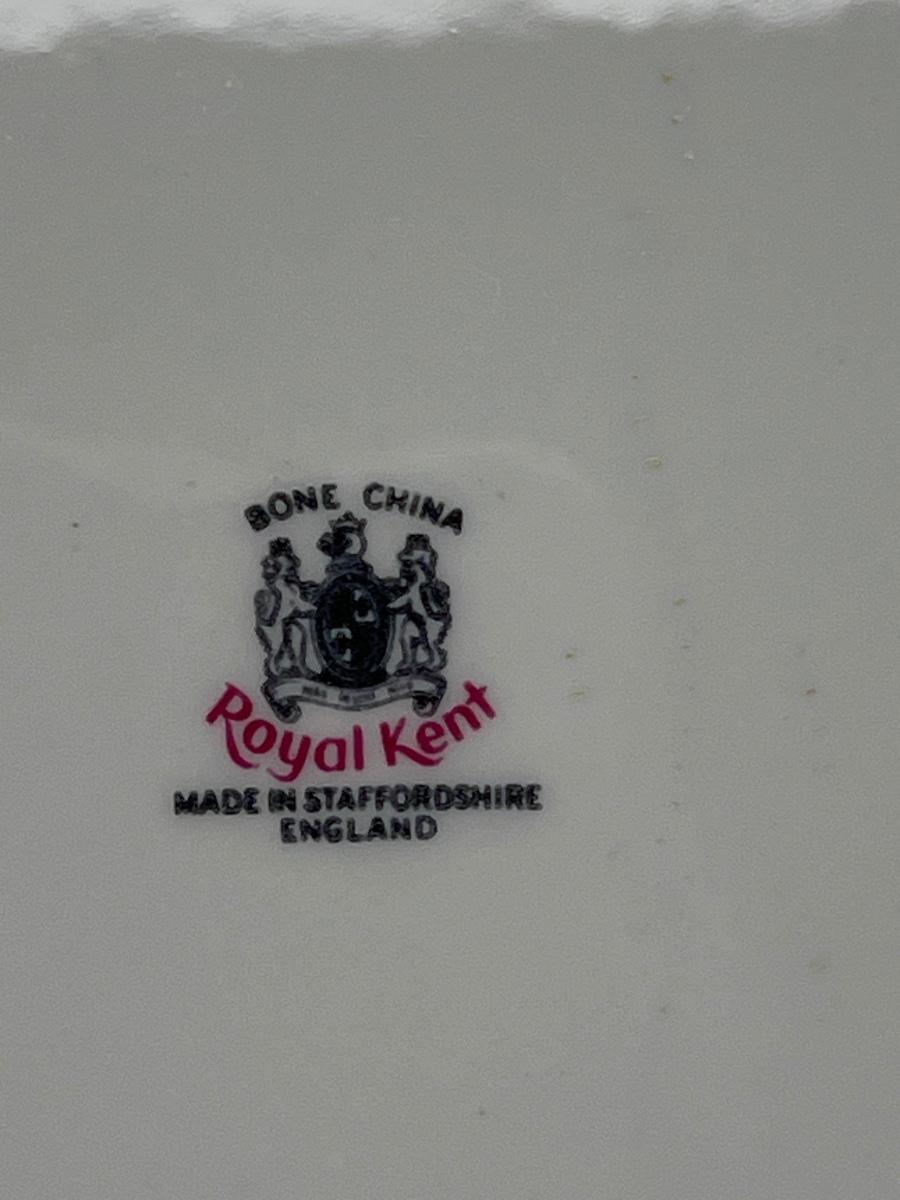 BONE CHINA
Royal Kent
MADE IN STAFFORDSHIRE
ENGLAND